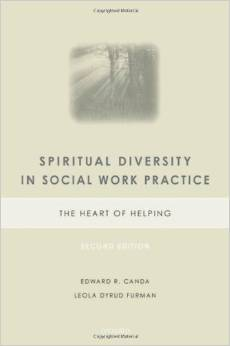 SPIRITUAL DIVERSITY
IN SOCIAL WORK PRACTICE
THE HEART OF HELPING
SECOND EDITION
EDWARD R. CANDA
LEOLA DYRUD FURMAN